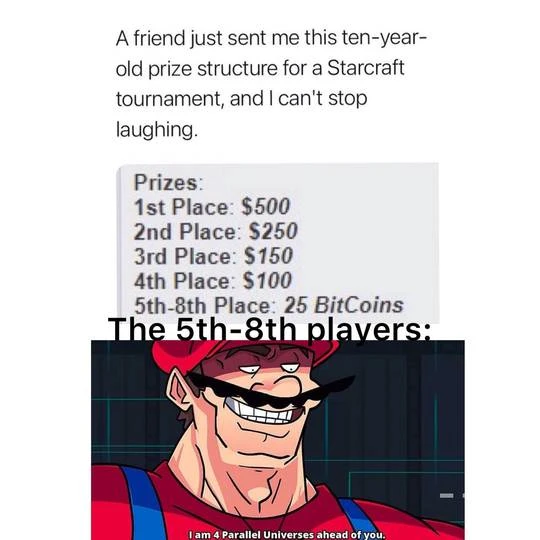 A friend just sent me this ten-year-
old prize structure for a Starcraft
tournament, and I can't stop
laughing.
Prizes:
1st Place: $500
2nd Place: $250
3rd Place: $150
4th Place: $100
5th-8th Place: 25 BitCoins
The 5th-8th players:
I am 4 Parallel Universes ahead of you.